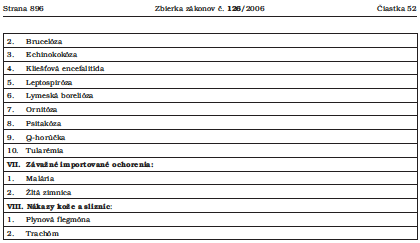 Strana 896 Zbierka zákonov č. 126/2006 Čiastka 52
2. Brucelóza
3. Echinokokóza
4. Kliešťová encefalitída
5. Leptospiróza
6. Lymeská borelióza
7. Ornitóza
8. Psitakóza
9. Q-horúčka
10. Tularémia
VII. Závažné importované ochorenia:
1. Malária
2. Žltá zimnica
VIII. Nákazy kože a slizníc:
1. Plynová flegmóna
2. Trachóm